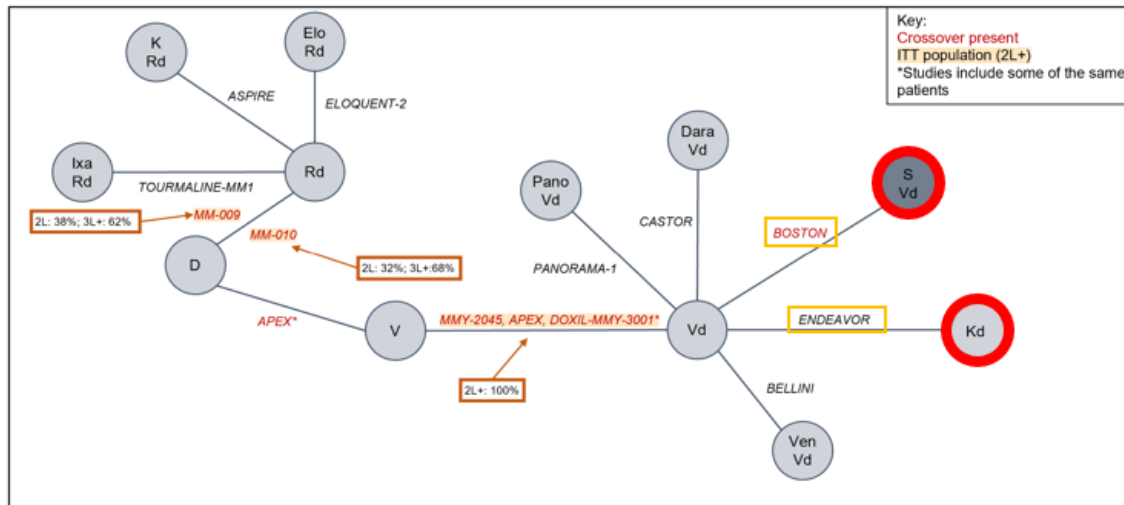 Key:
Crossover present
ITT population (2L+)
*Studies include some of the same
patients
K
Rd
Elo
Rd
ASPIRE
ELOQUENT-2
Ixa
Rd
TOURMALINE-MM1
Rd
2L: 38%; 3L+: 62%
MM-009
MM-010
2L: 32%; 3L+:68%
D
APEX*
V
MMY-2045, APEX, DOXIL-MMY-3001*
2L+: 100%
Pano
Vd
PANORAMA-1
Dara
Vd
CASTOR
S
Vd
BOSTON
Vd
ENDEAVOR
Kd
BELLINI
Ven
Vd